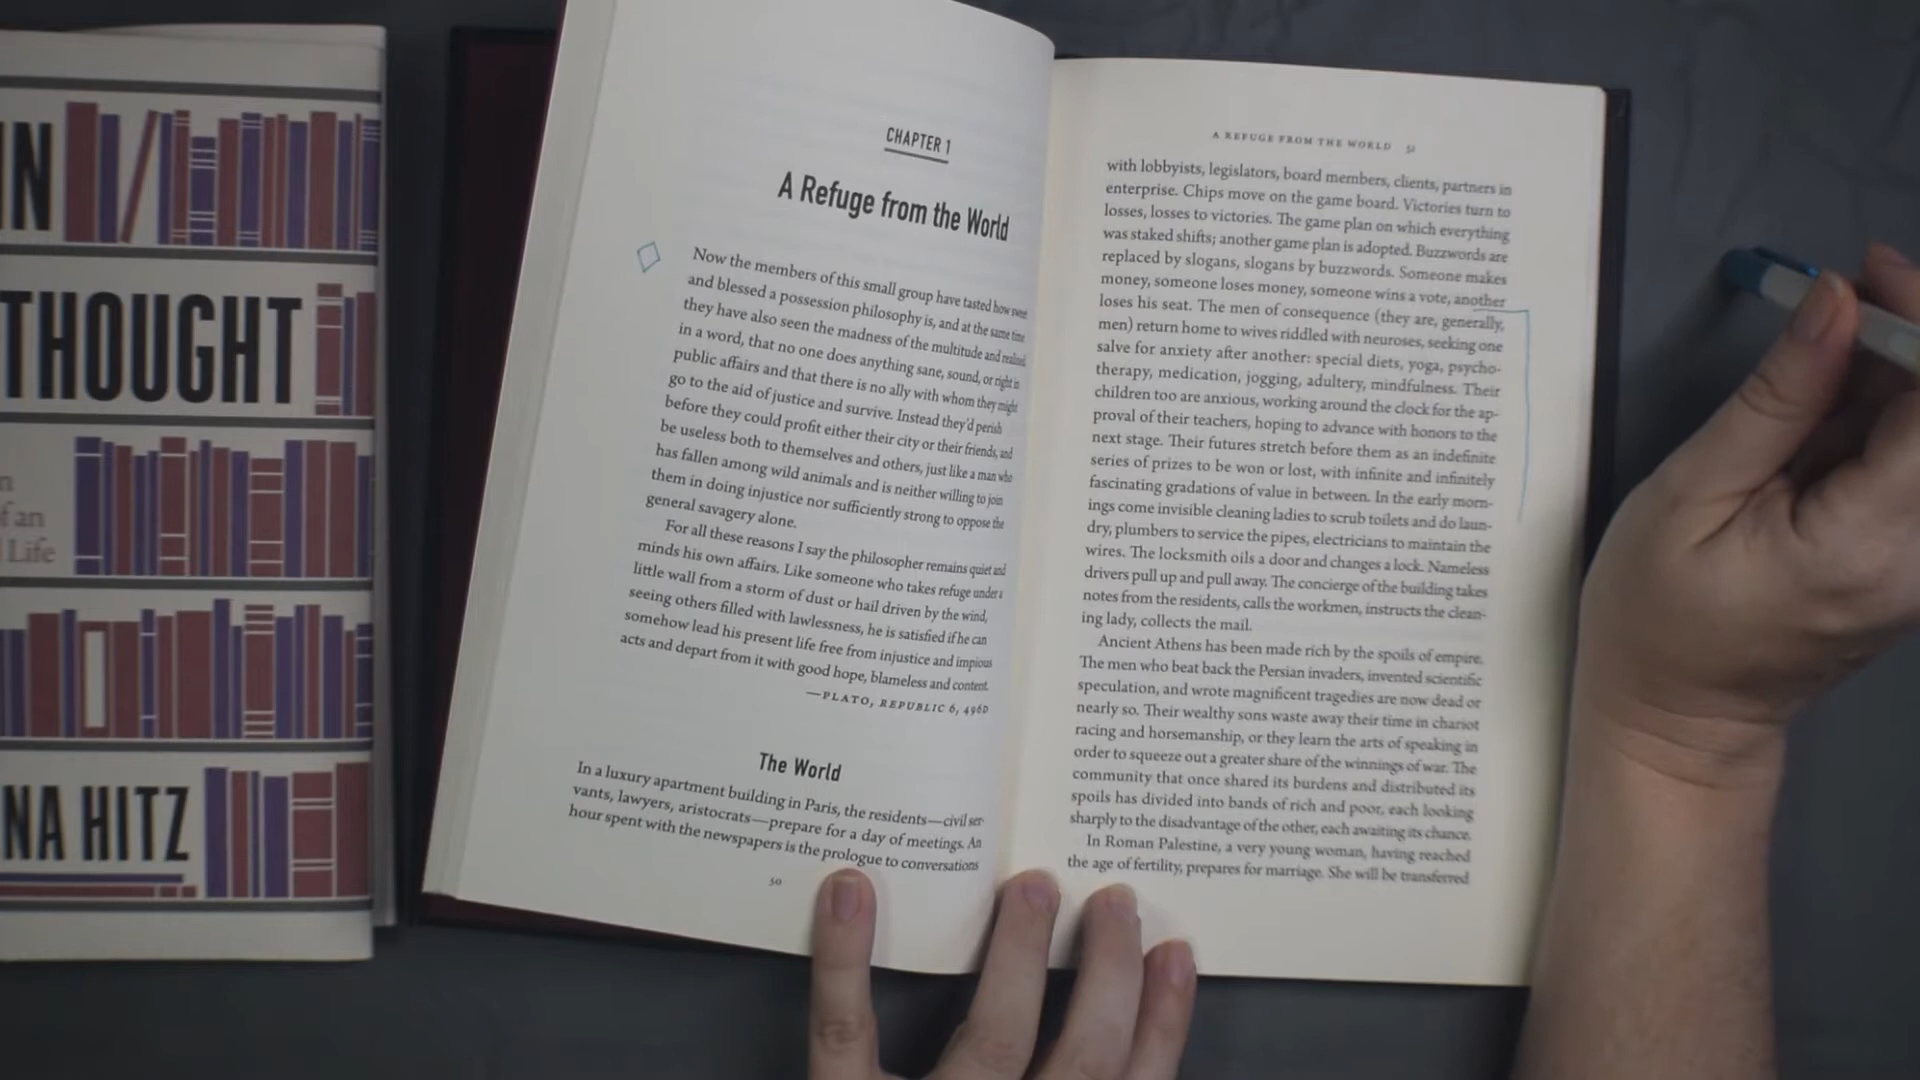 IN
THOUGHT
n
f an
Life
NA HITZ
CHAPTER 1
A Refuge from the World
Now the members of this small group have tasted how sweet
and blessed a possession philosophy is, and at the same time
they have also seen the madness of the multitude and realized,
in a word, that no one does anything sane, sound, or right in
public affairs and that there is no ally with whom they might
go to the aid of justice and survive. Instead they'd perish
before they could profit either their city or their friends, and
be useless both to themselves and others, just like a man who
has fallen among wild animals and is neither willing to join
them in doing injustice nor sufficiently strong to oppose the
general savagery alone.
For all these reasons I say the philosopher remains quiet and
minds his own affairs. Like someone who takes refuge under a
little wall from a storm of dust or hail driven by the wind,
seeing others filled with lawlessness, he is satisfied if he can
somehow lead his present life free from injustice and impious
acts and depart from it with good hope, blameless and content.
—PLATO, REPUBLIC 6, 496D
The World
In a luxury apartment building in Paris, the residents—civil ser-
vants, lawyers, aristocrats—prepare for a day of meetings. An
hour spent with the newspapers is the prologue to conversations
50
A REFUGE FROM THE WORLD 51
with lobbyists, legislators, board members, clients, partners in
enterprise. Chips move on the game board. Victories turn to
losses, losses to victories. The game plan on which everything
was staked shifts; another game plan is adopted. Buzzwords are
replaced by slogans, slogans by buzzwords. Someone makes
money, someone loses money, someone wins a vote, another
loses his seat. The men of consequence (they are, generally,
men) return home to wives riddled with neuroses, seeking one
salve for anxiety after another: special diets, yoga, psycho-
therapy, medication, jogging, adultery, mindfulness. Their
children too are anxious, working around the clock for the ap-
proval of their teachers, hoping to advance with honors to the
next stage. Their futures stretch before them as an indefinite
series of prizes to be won or lost, with infinite and infinitely
fascinating gradations of value in between. In the early morn-
ings come invisible cleaning ladies to scrub toilets and do laun-
dry, plumbers to service the pipes, electricians to maintain the
wires. The locksmith oils a door and changes a lock. Nameless
drivers pull up and pull away. The concierge of the building takes
notes from the residents, calls the workmen, instructs the clean-
ing lady, collects the mail.
Ancient Athens has been made rich by the spoils of empire.
The men who beat back the Persian invaders, invented scientific
speculation, and wrote magnificent tragedies are now dead or
nearly so. Their wealthy sons waste away their time in chariot
racing and horsemanship, or they learn the arts of speaking in
order to squeeze out a greater share of the winnings of war. The
community that once shared its burdens and distributed its
spoils has divided into bands of rich and poor, each looking
sharply to the disadvantage of the other, each awaiting its chance.
In Roman Palestine, a very young woman, having reached
the age of fertility, prepares for marriage. She will be transferred